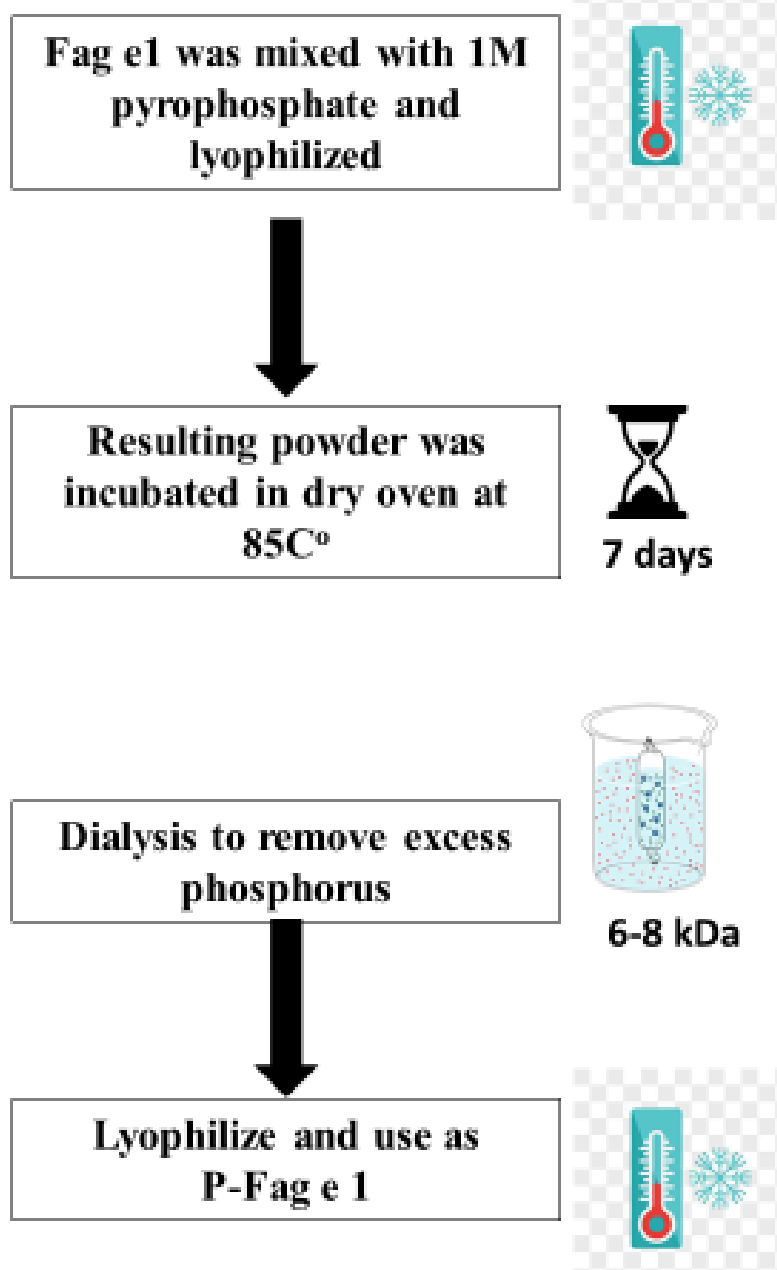 Fag e1 was mixed with 1M
pyrophosphate and
lyophilized
Resulting powder was
incubated in dry oven at
85Cº
7 days
Dialysis to remove excess
phosphorus
6-8 kDa
Lyophilize and use as
P-Fag e 1